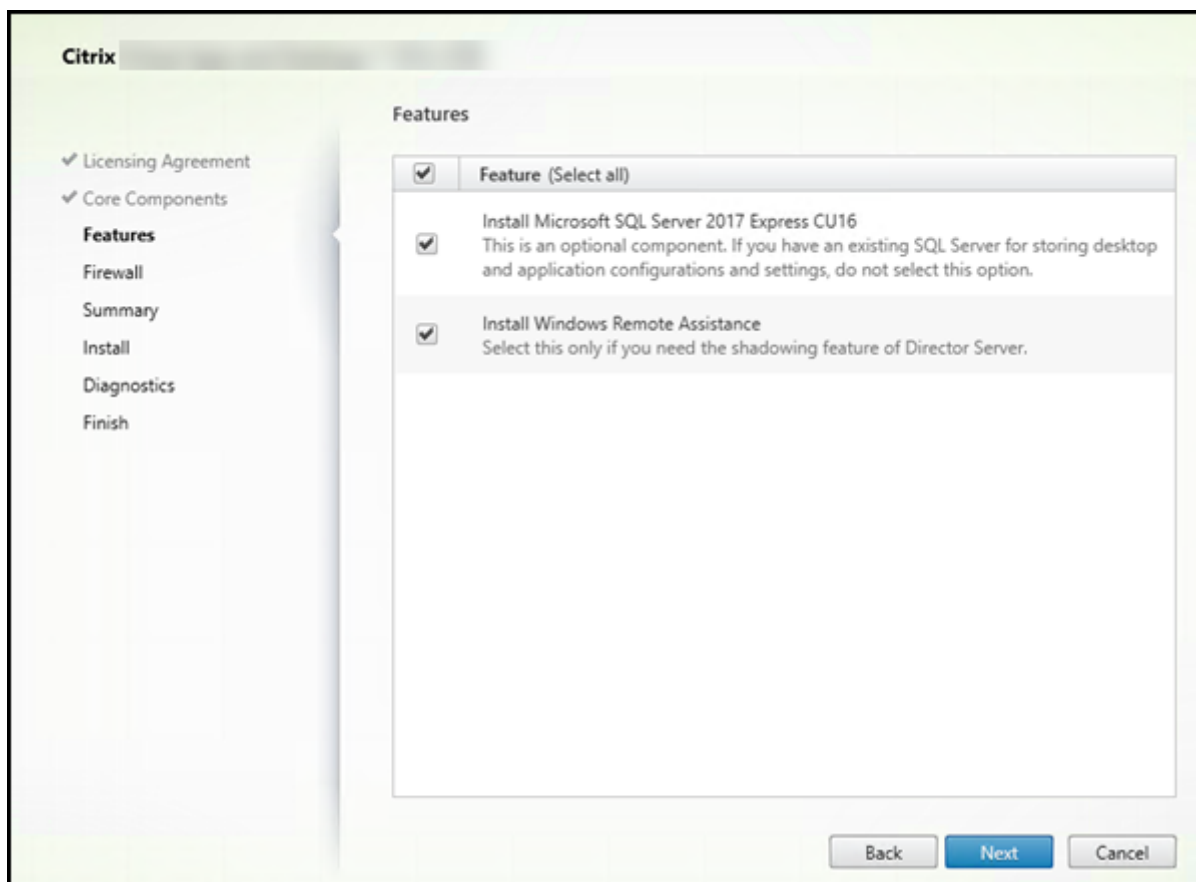 Citrix
Features
✔ Licensing Agreement
✔ Core Components
Features
Firewall
Summary
Install
Diagnostics
Finish
Feature (Select all)
Install Microsoft SQL Server 2017 Express CU16
This is an optional component. If you have an existing SQL Server for storing desktop
and application configurations and settings, do not select this option.
Install Windows Remote Assistance
Select this only if you need the shadowing feature of Director Server.
Back
Next
Cancel